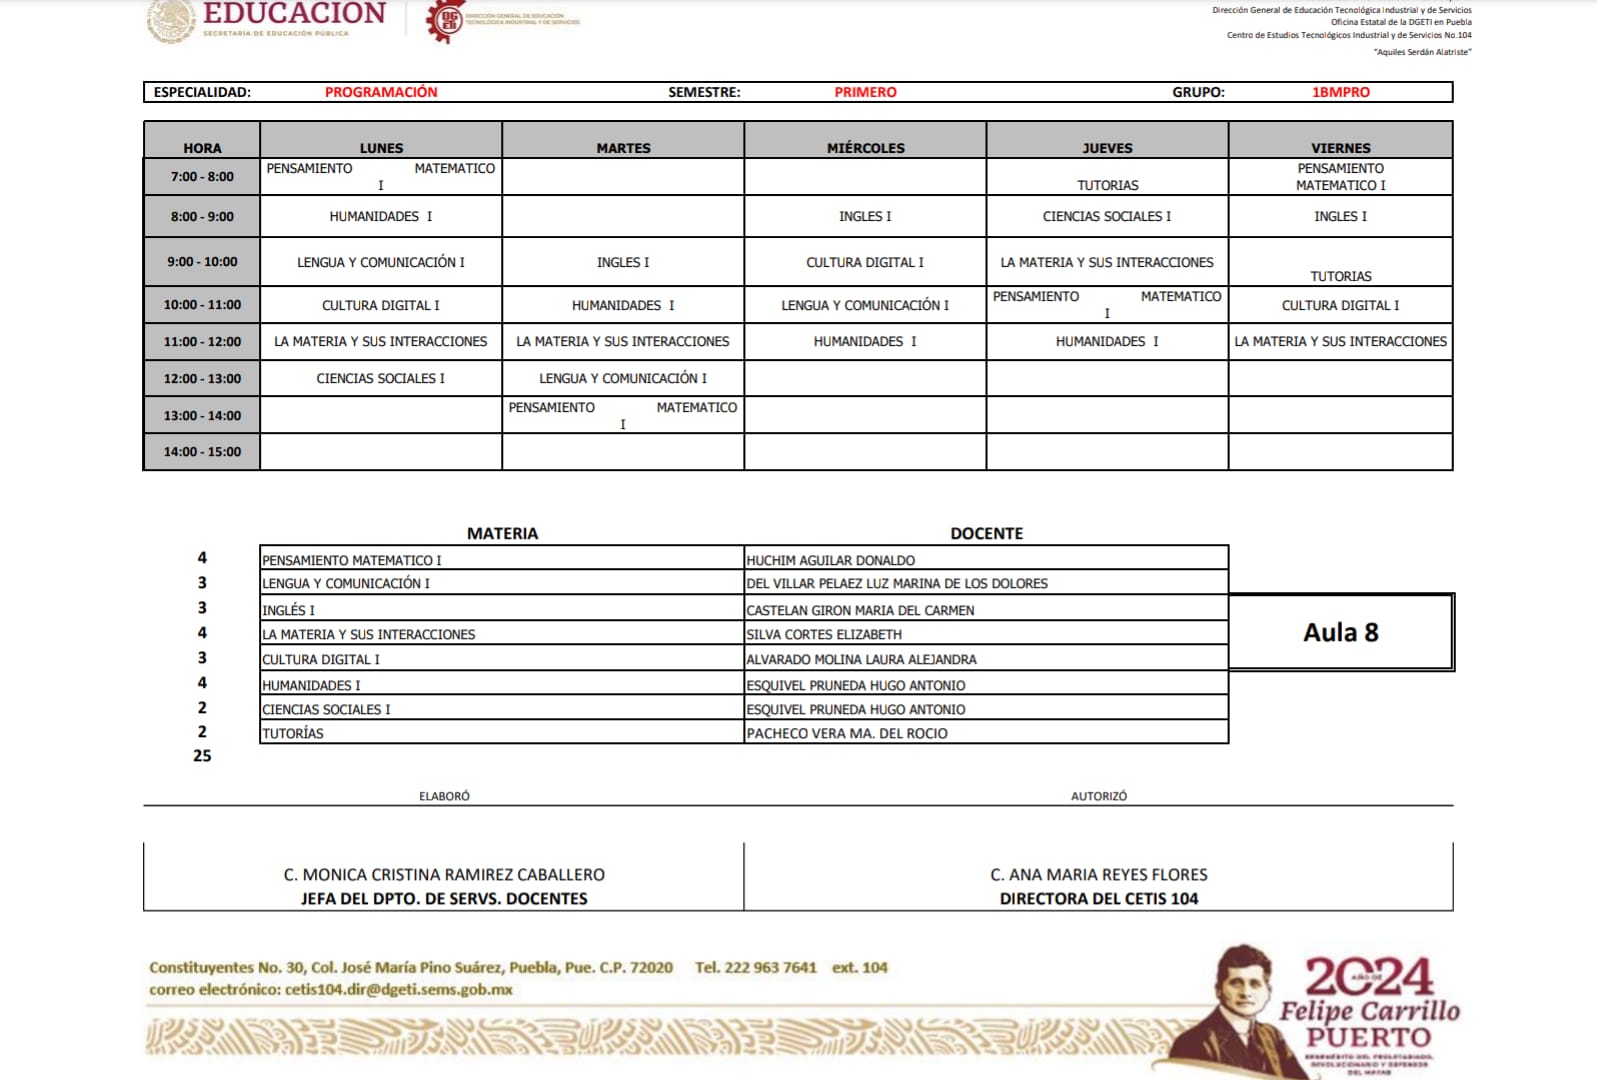 EDUCACIÓN
SECRETARÍA DE EDUCACIÓN PÚBLICA
DGETI
DIRECCIÓN GENERAL DE EDUCACIÓN
TECNOLÓGICA INDUSTRIAL Y DE SERVICIOS
Dirección General de Educación Tecnológica Industrial y de Servicios
Oficina Estatal de la DGETI en Puebla
Centro de Estudios Tecnológicos Industrial y de Servicios No.104
"Aquiles Serdán Alatriste"
ESPECIALIDAD: PROGRAMACIÓN SEMESTRE: PRIMERO GRUPO: 1BMPRO
HORA LUNES MARTES MIÉRCOLES JUEVES VIERNES
7:00 - 8:00 PENSAMIENTO MATEMATICO I TUTORIAS PENSAMIENTO MATEMATICO I
8:00 - 9:00 HUMANIDADES I INGLES I CIENCIAS SOCIALES I INGLES I
9:00 - 10:00 LENGUA Y COMUNICACIÓN I INGLES I CULTURA DIGITAL I LA MATERIA Y SUS INTERACCIONES TUTORIAS
10:00 - 11:00 CULTURA DIGITAL I HUMANIDADES I LENGUA Y COMUNICACIÓN I PENSAMIENTO MATEMATICO I CULTURA DIGITAL I
11:00 - 12:00 LA MATERIA Y SUS INTERACCIONES LA MATERIA Y SUS INTERACCIONES HUMANIDADES I HUMANIDADES I LA MATERIA Y SUS INTERACCIONES
12:00 - 13:00 CIENCIAS SOCIALES I LENGUA Y COMUNICACIÓN I
13:00 - 14:00 PENSAMIENTO MATEMATICO I
14:00 - 15:00
MATERIA DOCENTE
4 PENSAMIENTO MATEMATICO I HUCHIM AGUILAR DONALDO
3 LENGUA Y COMUNICACIÓN I DEL VILLAR PELAEZ LUZ MARINA DE LOS DOLORES
3 INGLÉS I CASTELAN GIRON MARIA DEL CARMEN
4 LA MATERIA Y SUS INTERACCIONES SILVA CORTES ELIZABETH
Aula 8
3 CULTURA DIGITAL I ALVARADO MOLINA LAURA ALEJANDRA
4 HUMANIDADES I ESQUIVEL PRUNEDA HUGO ANTONIO
2 CIENCIAS SOCIALES I ESQUIVEL PRUNEDA HUGO ANTONIO
2 TUTORÍAS PACHECO VERA MA. DEL ROCIO
25
ELABORÓ AUTORIZÓ
C. MONICA CRISTINA RAMIREZ CABALLERO C. ANA MARIA REYES FLORES
JEFA DEL DPTO. DE SERVS. DOCENTES DIRECTORA DEL CETIS 104
Constituyentes No. 30, Col. José María Pino Suárez, Puebla, Pue. C.P. 72020 Tel. 222 963 7641 ext. 104
correo electrónico: cetis104.dir@dgeti.sems.gob.mx
2024
AÑO DE
Felipe Carrillo
PUERTO
BENEMÉRITO DEL PROLETARIADO,
REVOLUCIONARIO Y DEFENSOR
DEL MAYAB